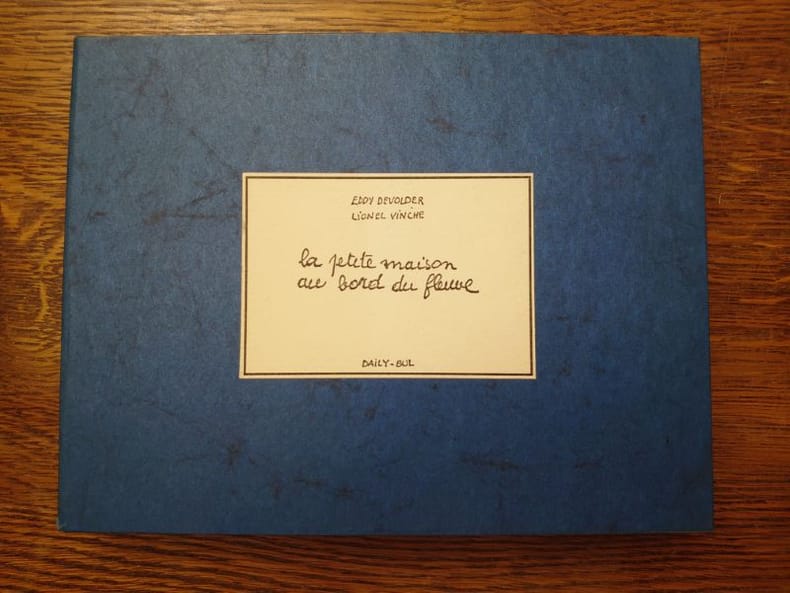 EDDY DEVOLDER
LiONEL ViNCHE
la petite maison
au bord du fleuve
DAiLY-BUL